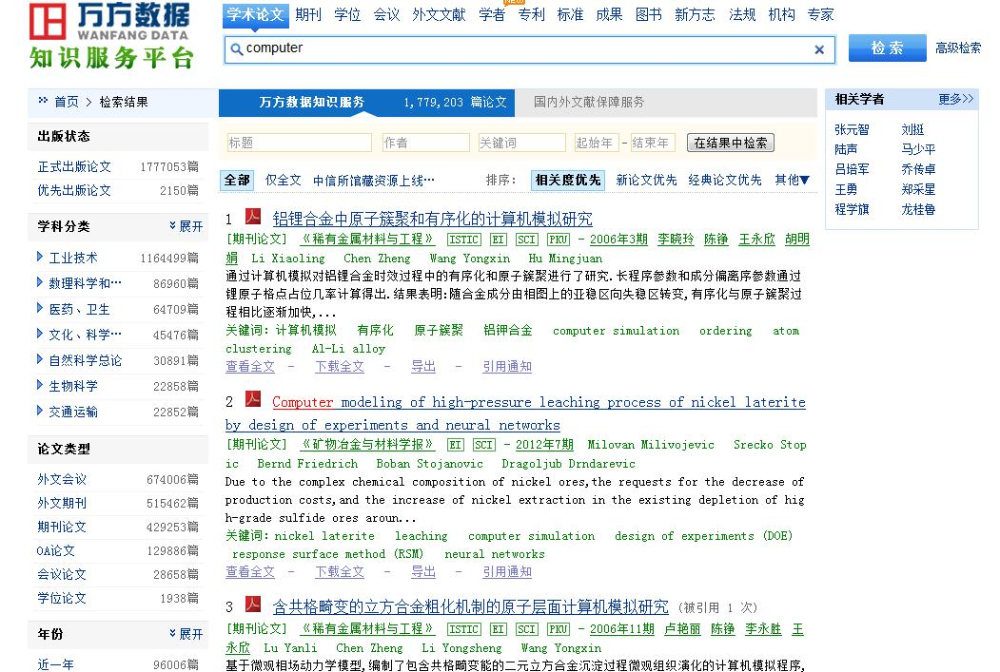 万方数据
WANFANG DATA
知识服务平台
学术论文 期刊 学位 会议 外文文献 学者 专利 标准 成果 图书 新方志 法规 机构 专家
NEW
computer ×
检 索 高级检索
首页 > 检索结果
出版状态
正式出版论文 1777053篇
优先出版论文 2150篇
学科分类 展开
工业技术 1164499篇
数理科学和… 86960篇
医药、卫生 64709篇
文化、科学… 45476篇
自然科学总论 30891篇
生物科学 22858篇
交通运输 22852篇
论文类型
外文会议 674006篇
外文期刊 515462篇
期刊论文 429253篇
OA论文 129886篇
会议论文 28658篇
学位论文 1938篇
年份 展开
近一年 96006篇
万方数据知识服务 1,779,203 篇论文 国内外文献保障服务
标题 作者 关键词 起始年 - 结束年 在结果中检索
全部 仅全文 中信所馆藏资源上线… 排序： 相关度优先 新论文优先 经典论文优先 其他▼
1 铝锂合金中原子簇聚和有序化的计算机模拟研究
[期刊论文] 《稀有金属材料与工程》 ISTIC EI SCI PKU - 2006年3期 李晓玲 陈铮 王永欣 胡明
娟 Li Xiaoling Chen Zheng Wang Yongxin Hu Mingjuan
通过计算机模拟对铝锂合金时效过程中的有序化和原子簇聚进行了研究.长程序参数和成分偏离序参数通过
锂原子格点占位几率计算得出.结果表明:随合金成分由相图上的亚稳区向失稳区转变,有序化与原子簇聚过
程相比逐渐加快,...
关键词: 计算机模拟 有序化 原子簇聚 铝钾合金 computer simulation ordering atom
clustering Al-Li alloy
查看全文 - 下载全文 - 导出 - 引用通知
2 Computer modeling of high-pressure leaching process of nickel laterite
by design of experiments and neural networks
[期刊论文] 《矿物冶金与材料学报》 EI SCI - 2012年7期 Milovan Milivojevic Srecko Stop
ic Bernd Friedrich Boban Stojanovic Dragoljub Drndarevic
Due to the complex chemical composition of nickel ores,the requests for the decrease of
production costs,and the increase of nickel extraction in the existing depletion of hig
h-grade sulfide ores aroun...
关键词: nickel laterite leaching computer simulation design of experiments (DOE)
response surface method (RSM) neural networks
查看全文 - 下载全文 - 导出 - 引用通知
3 含共格畸变的立方合金粗化机制的原子层面计算机模拟研究 (被引用 1 次)
[期刊论文] 《稀有金属材料与工程》 ISTIC EI SCI PKU - 2006年11期 卢艳丽 陈铮 李永胜 王
永欣 Lu Yanli Chen Zheng Li Yongsheng Wang Yongxin
基于微观相场动力学模型,编制了包含共格畸变能的二元立方合金沉淀过程微观组织演化的计算机模拟程序,
相关学者 更多>>
张元智 刘挺
陆声 马少平
吕培军 乔传卓
王勇 郑采星
程学旗 龙桂鲁